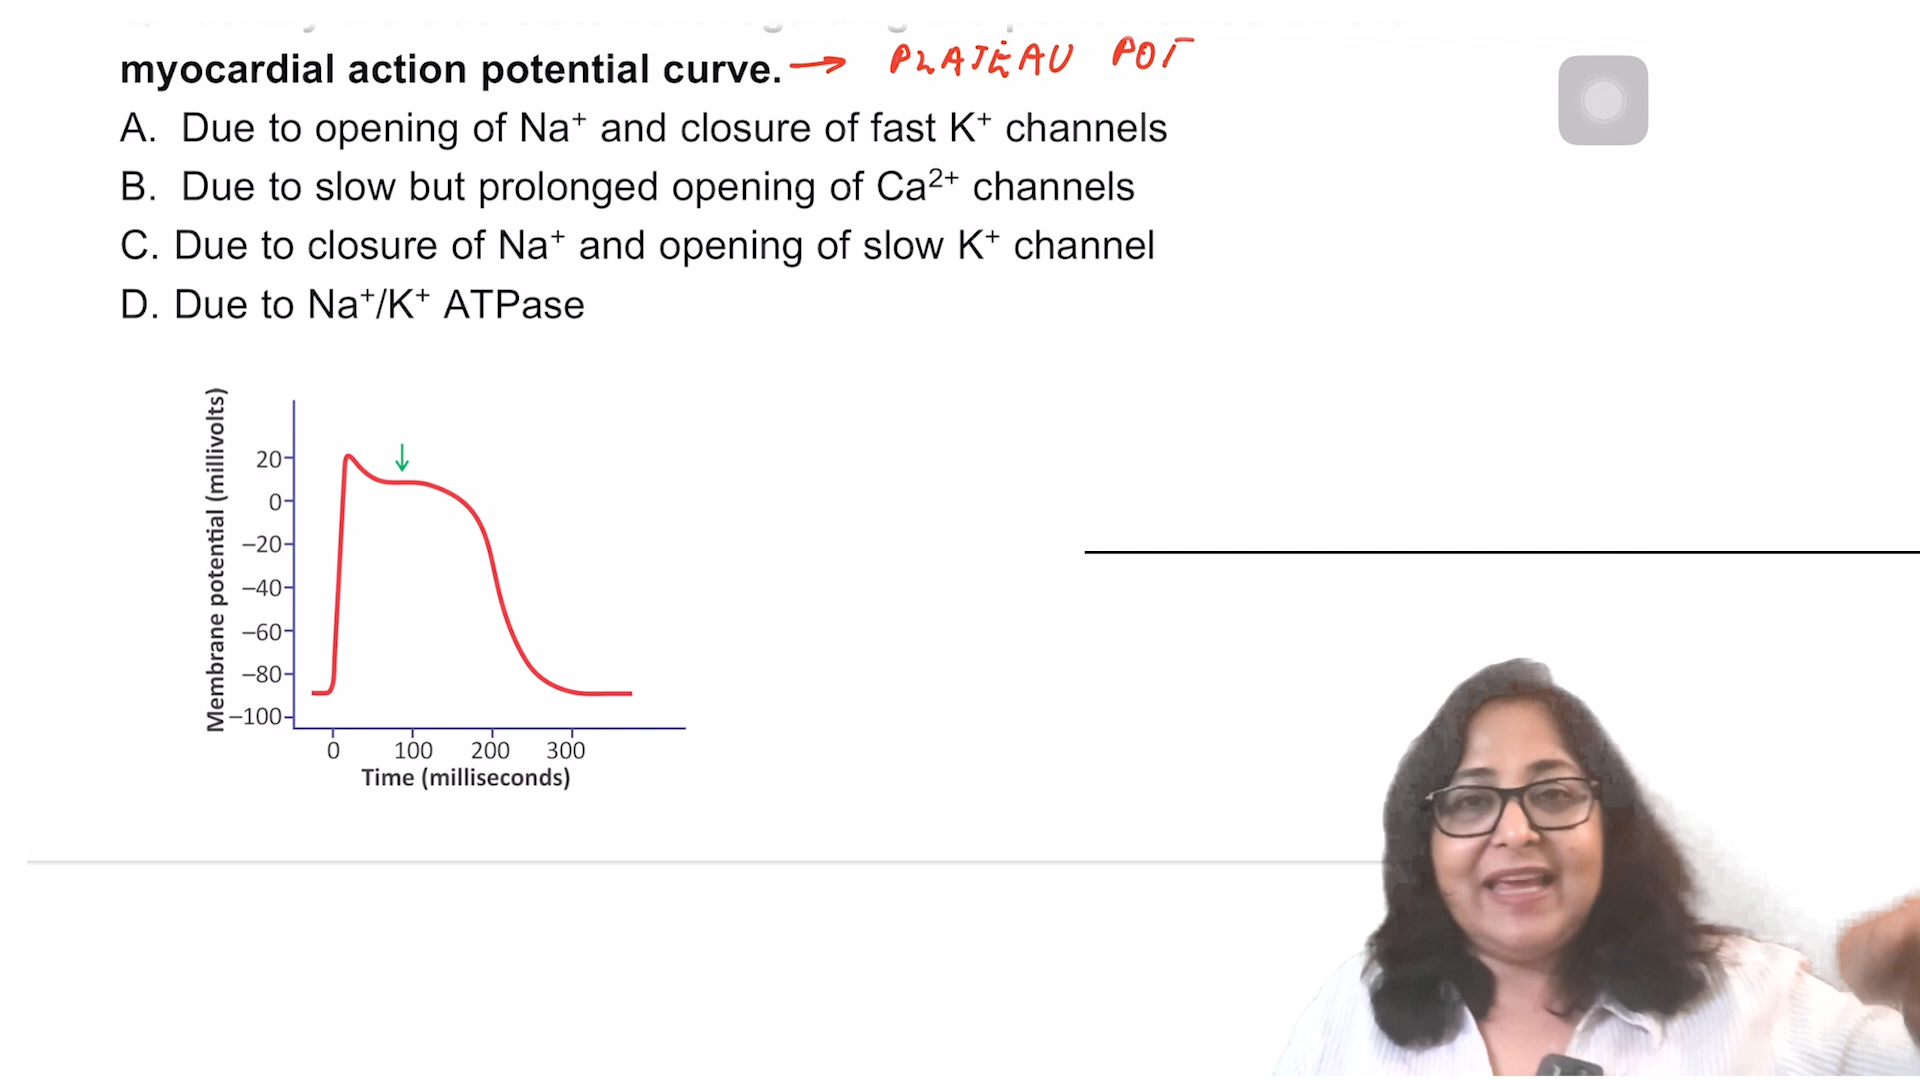 myocardial action potential curve. → PLATEAU POT
A. Due to opening of Na⁺ and closure of fast K⁺ channels
B. Due to slow but prolonged opening of Ca²⁺ channels
C. Due to closure of Na⁺ and opening of slow K⁺ channel
D. Due to Na⁺/K⁺ ATPase
Membrane potential (millivolts)
20
0
–20
–40
–60
–80
–100
0 100 200 300
Time (milliseconds)